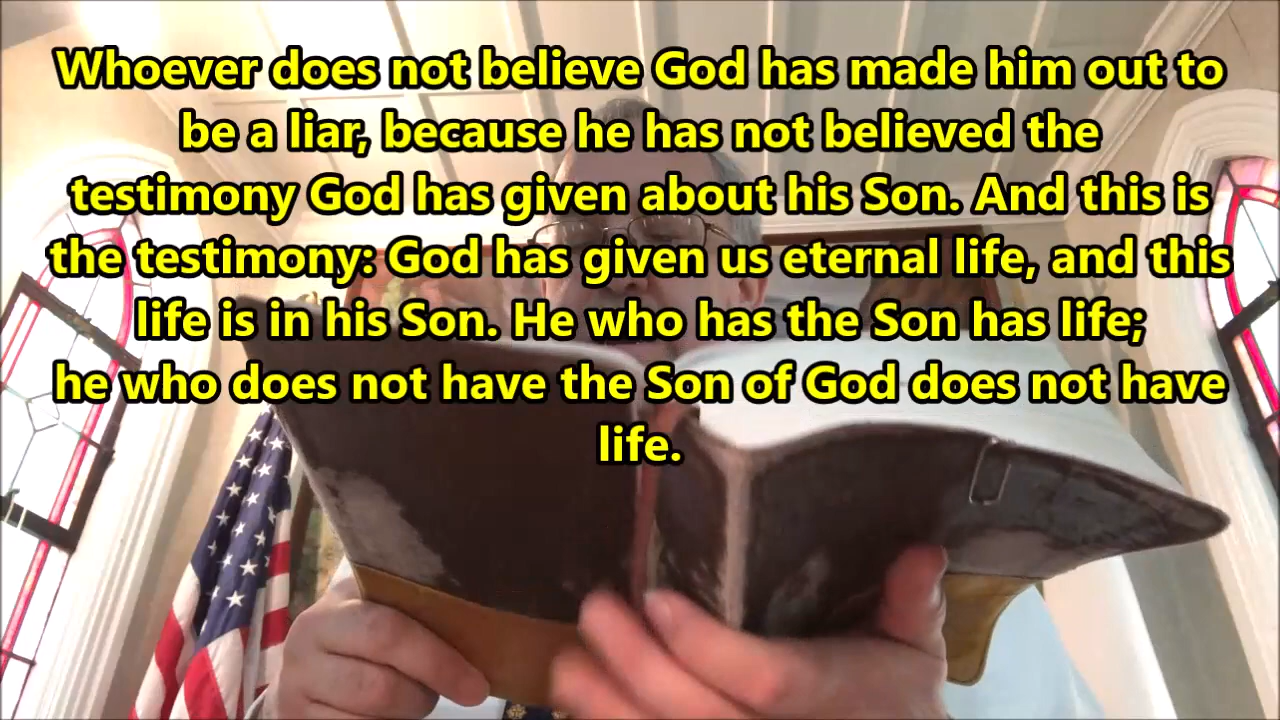 Whoever does not believe God has made him out to
be a liar, because he has not believed the
testimony God has given about his Son. And this is
the testimony: God has given us eternal life, and this
life is in his Son. He who has the Son has life;
he who does not have the Son of God does not have
life.